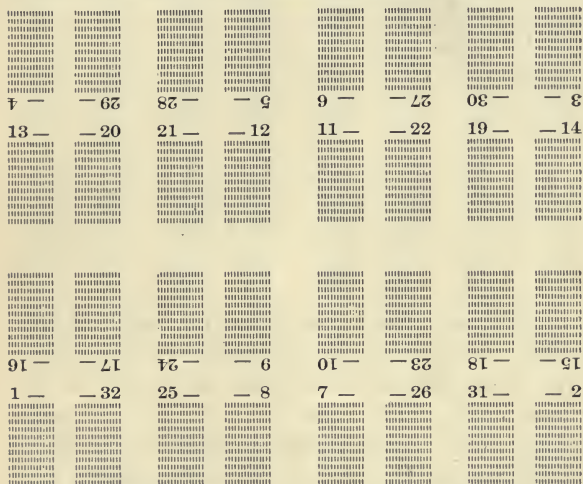 4 — — 29 28 — — 5 6 — — 27 30 — — 3
13 — — 20 21 — — 12 11 — — 22 19 — — 14
16 — — 17 24 — — 9 10 — — 23 18 — — 15
1 — — 32 25 — — 8 7 — — 26 31 — — 2